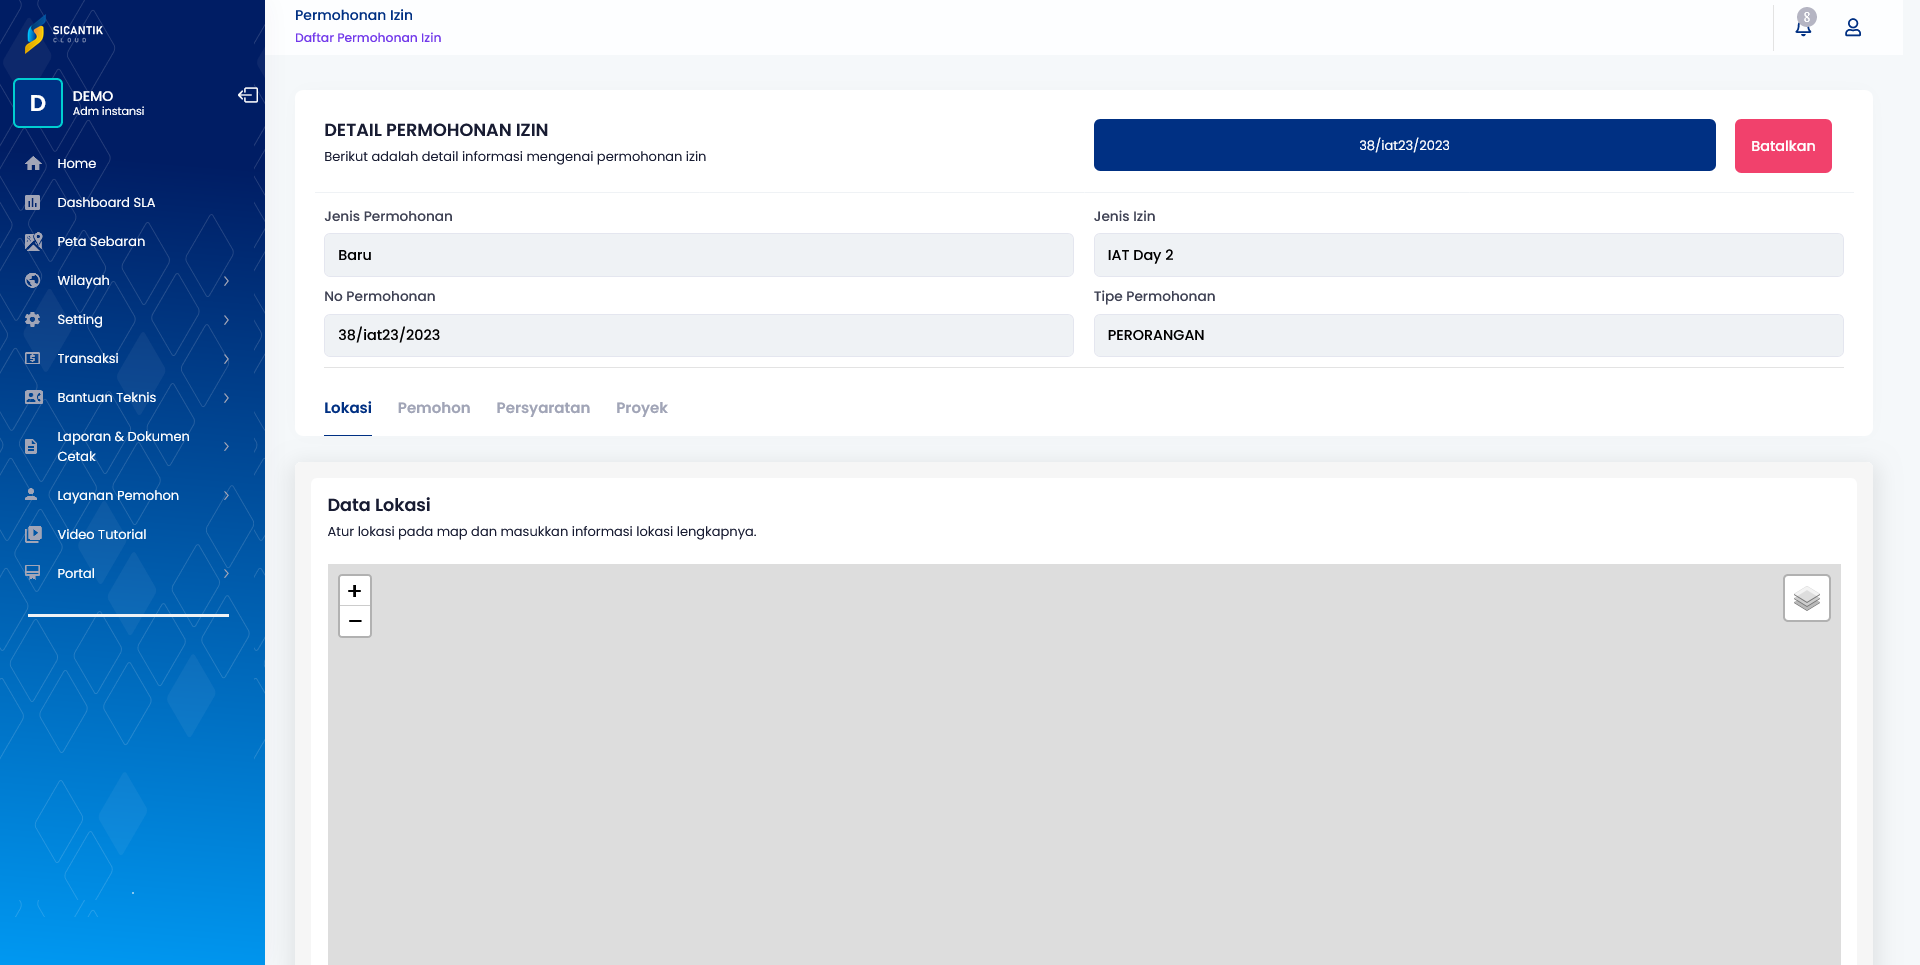 SICANTIK
CLOUD
D
DEMO
Adm instansi
Home
Dashboard SLA
Peta Sebaran
Wilayah
Setting
Transaksi
Bantuan Teknis
Laporan & Dokumen
Cetak
Layanan Pemohon
Video Tutorial
Portal
Permohonan Izin
Daftar Permohonan Izin
8
DETAIL PERMOHONAN IZIN
Berikut adalah detail informasi mengenai permohonan izin
38/iat23/2023
Batalkan
Jenis Permohonan
Jenis Izin
Baru
IAT Day 2
No Permohonan
Tipe Permohonan
38/iat23/2023
PERORANGAN
Lokasi Pemohon Persyaratan Proyek
Data Lokasi
Atur lokasi pada map dan masukkan informasi lokasi lengkapnya.
+
−